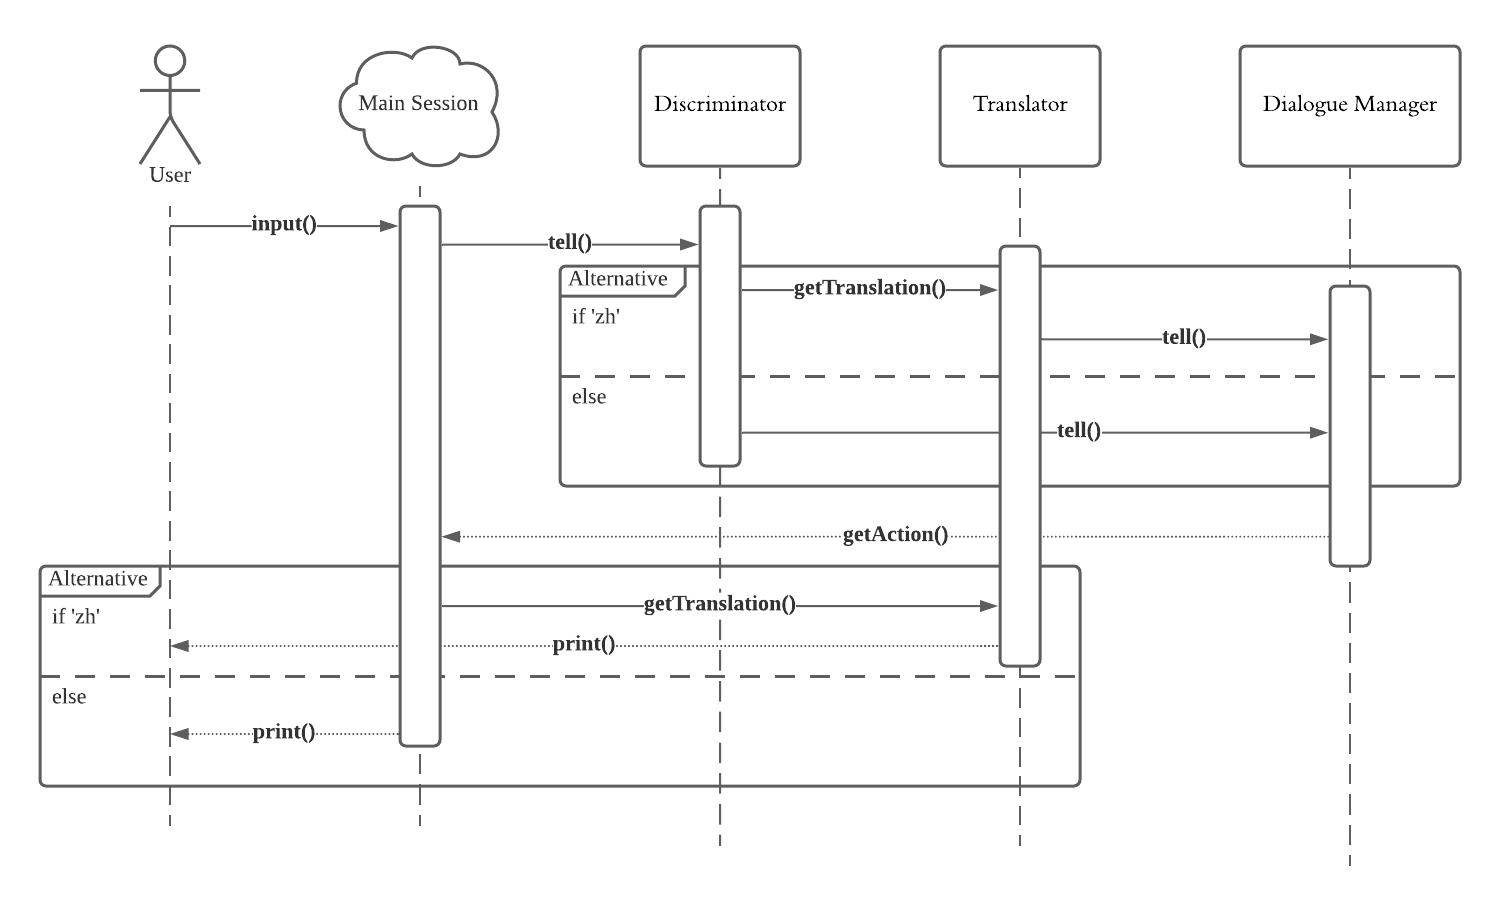 User
Main Session
Discriminator
Translator
Dialogue Manager
input()
tell()
Alternative
getTranslation()
if 'zh'
tell()
else
tell()
getAction()
Alternative
getTranslation()
if 'zh'
print()
else
print()